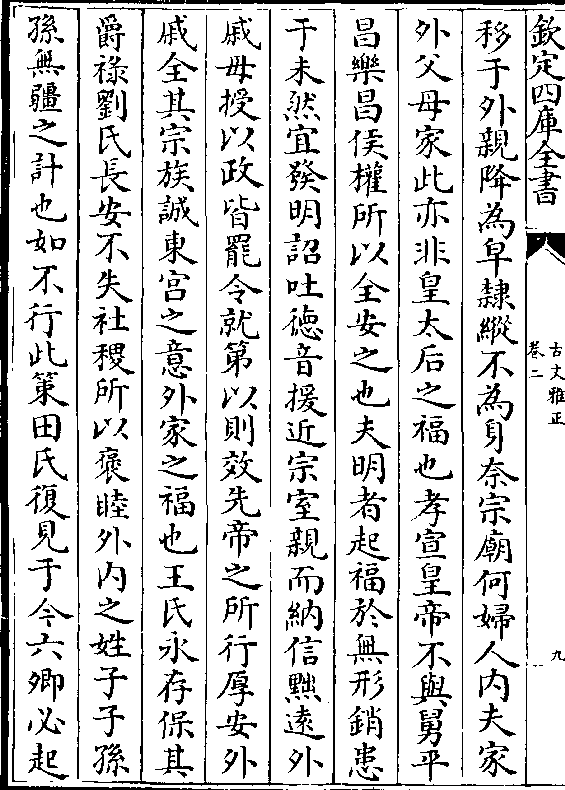 欽定四庫全書
古文雅正
卷二
九
移于外親降為皁隸縱不為身奈宗廟何婦人內夫家
外父母家此亦非皇太后之福也孝宣皇帝不與舅平
昌樂昌侯權所以全安之也夫明者起福於無形銷患
于未然宜發明詔吐德音援近宗室親而納信黜遠外
戚毋授以政皆罷令就第以則效先帝之所行厚安外
戚全其宗族誠東宮之意外家之福也王氏永存保其
爵祿劉氏長安不失社稷所以褒睦外內之姓子子孫
孫無疆之計也如不行此策田氏復見于今六卿必起